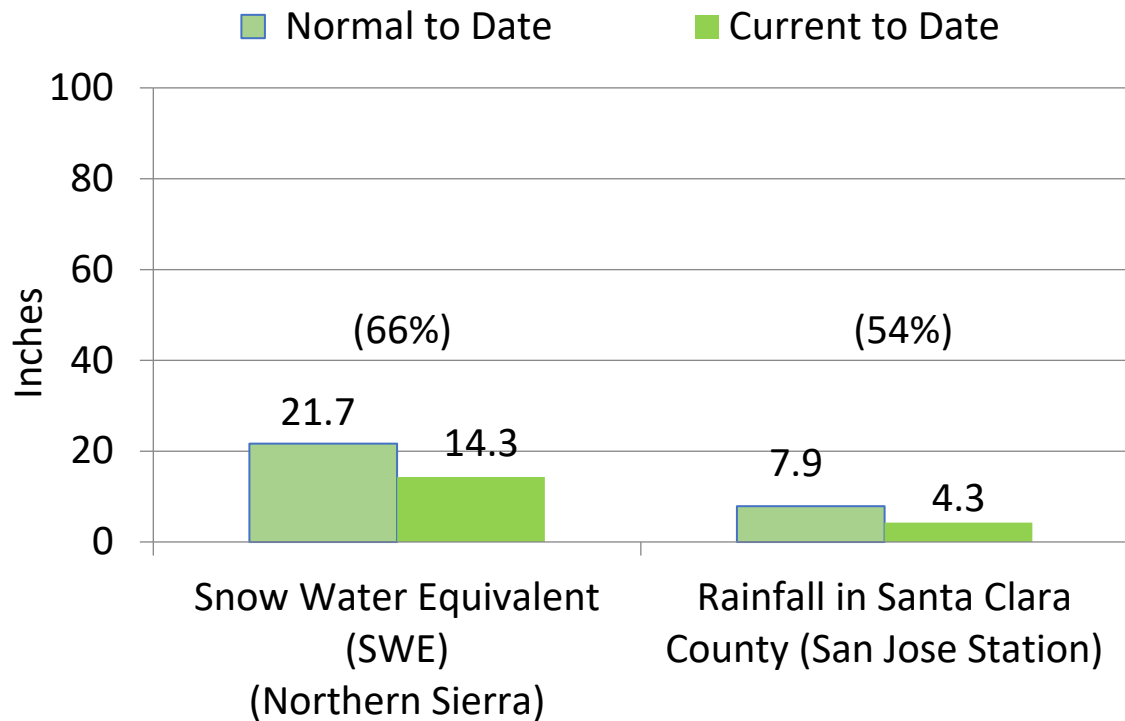 Normal to Date
Current to Date
100
80
60
40
20
0
Inches
(66%)
(54%)
21.7
14.3
7.9
4.3
Snow Water Equivalent
(SWE)
(Northern Sierra)
Rainfall in Santa Clara
County (San Jose Station)